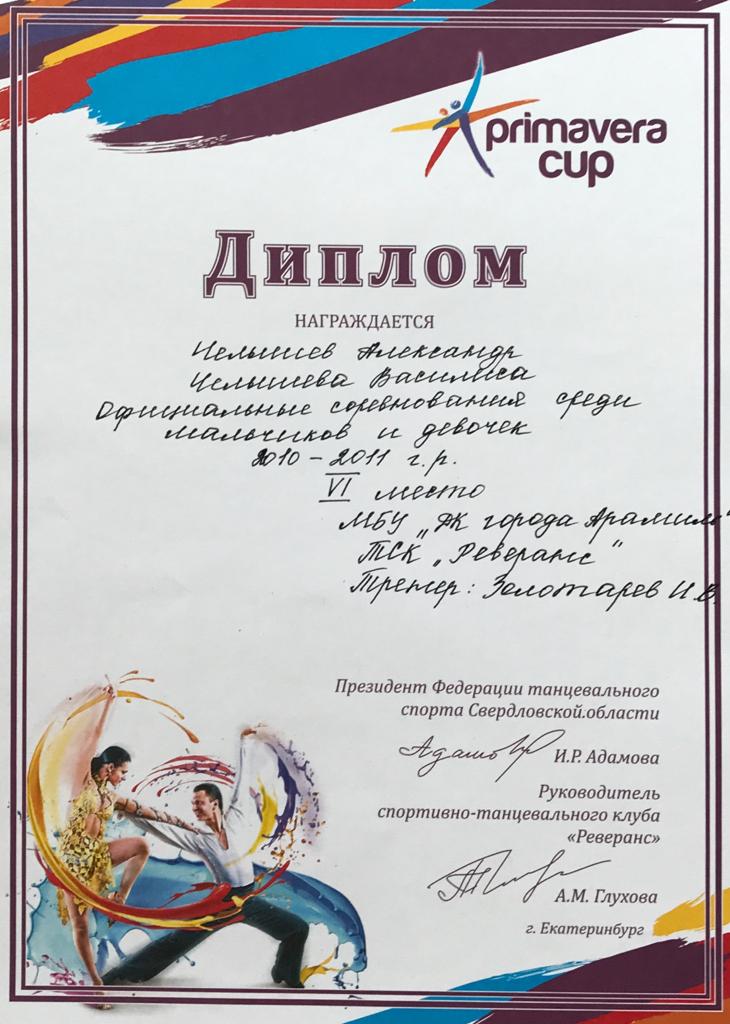 primavera
cup
Диплом
НАГРАЖДАЕТСЯ
Челышев Александр
Челышева Василиса
Официальные соревнования среди
мальчиков и девочек
2010 – 2011 г.р.
VI место
МБУ „ДК города Арамиль"
ТСК „Реверанс"
Тренер: Золотарев И.В.
Президент Федерации танцевального
спорта Свердловской области
И.Р. Адамова
Руководитель
спортивно-танцевального клуба
«Реверанс»
А.М. Глухова
г. Екатеринбург